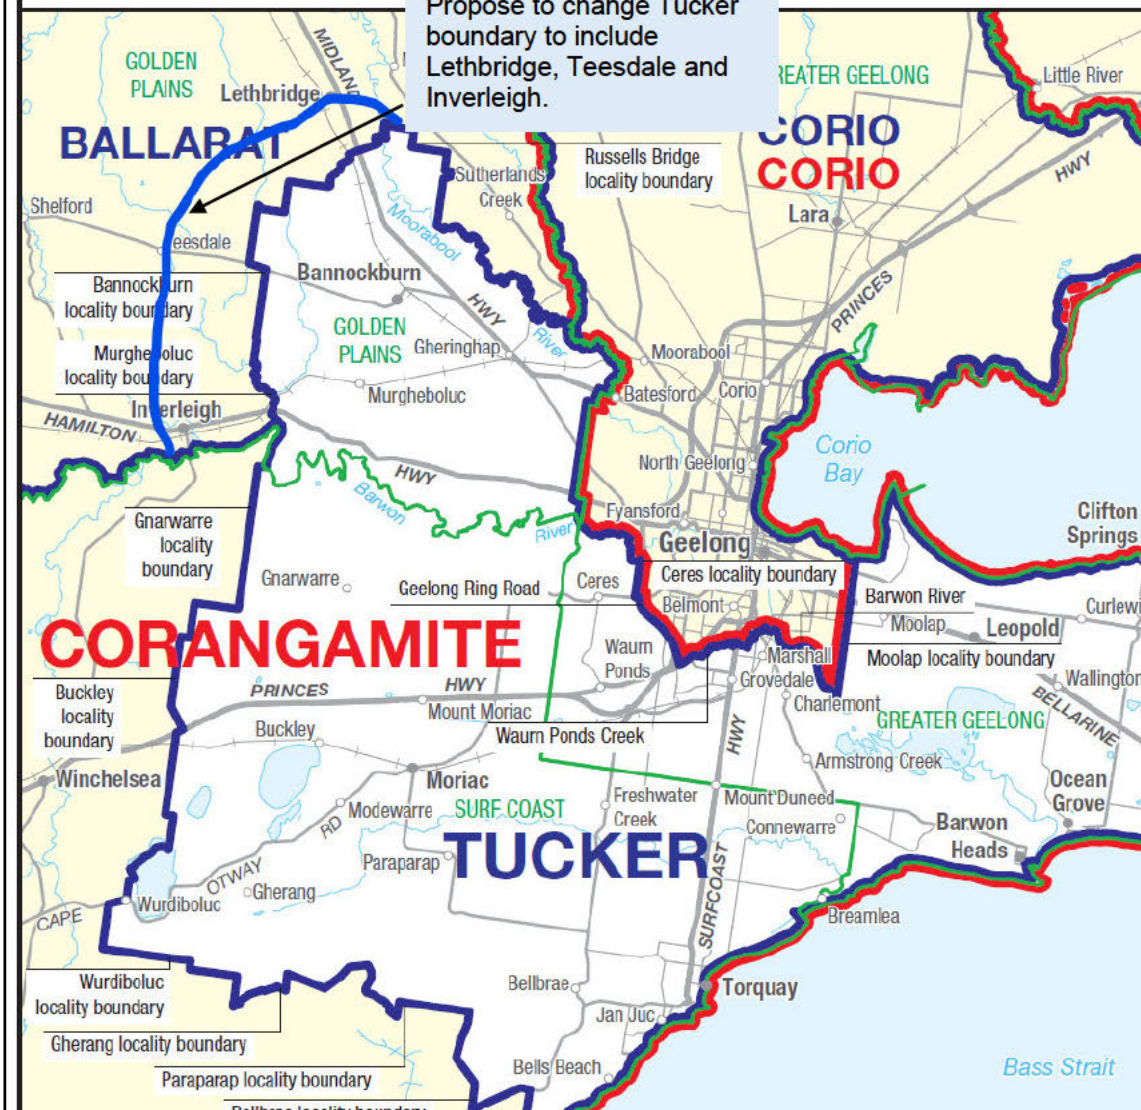 Propose to change Tucker
boundary to include
Lethbridge, Teesdale and
Inverleigh.
GOLDEN
PLAINS
Lethbridge
MIDLAND
BALLARAT
GREATER GEELONG
Little River
CORIO
CORIO
HWY
Russells Bridge
locality boundary
Sutherlands
Creek
Shelford
Teesdale
Moorabool
Lara
Bannockburn
locality boundary
Bannockburn
HWY
PRINCES
GOLDEN
PLAINS
Gheringhap
River
Moorabool
Murgheboluc
locality boundary
Murgheboluc
Batesford
Corio
Inverleigh
HAMILTON
HWY
Corio
Bay
North Geelong
Barwon
River
Fyansford
Clifton
Springs
Gnarwarre
locality
boundary
Geelong
Gnarwarre
Geelong Ring Road
Ceres
Ceres locality boundary
Belmont
Barwon River
Curlewi
Moolap
Leopold
CORANGAMITE
Waurn
Ponds
Marshall
Moolap locality boundary
Buckley
locality
boundary
PRINCES
HWY
Grovedale
Wallington
Mount Moriac
Charlemont
GREATER GEELONG
BELLARINE
Buckley
Waurn Ponds Creek
HWY
Armstrong Creek
Winchelsea
Moriac
Ocean
Grove
Modewarre
SURF COAST
Freshwater
Creek
Mount Duneed
Connewarre
RD
TUCKER
Barwon
Heads
Paraparap
OTWAY
Gherang
Wurdiboluc
CAPE
SURFCOAST
Breamlea
Wurdiboluc
locality boundary
Bellbrae
Torquay
Jan Juc
Gherang locality boundary
Bells Beach
Bass Strait
Paraparap locality boundary
Bellbrae locality boundary